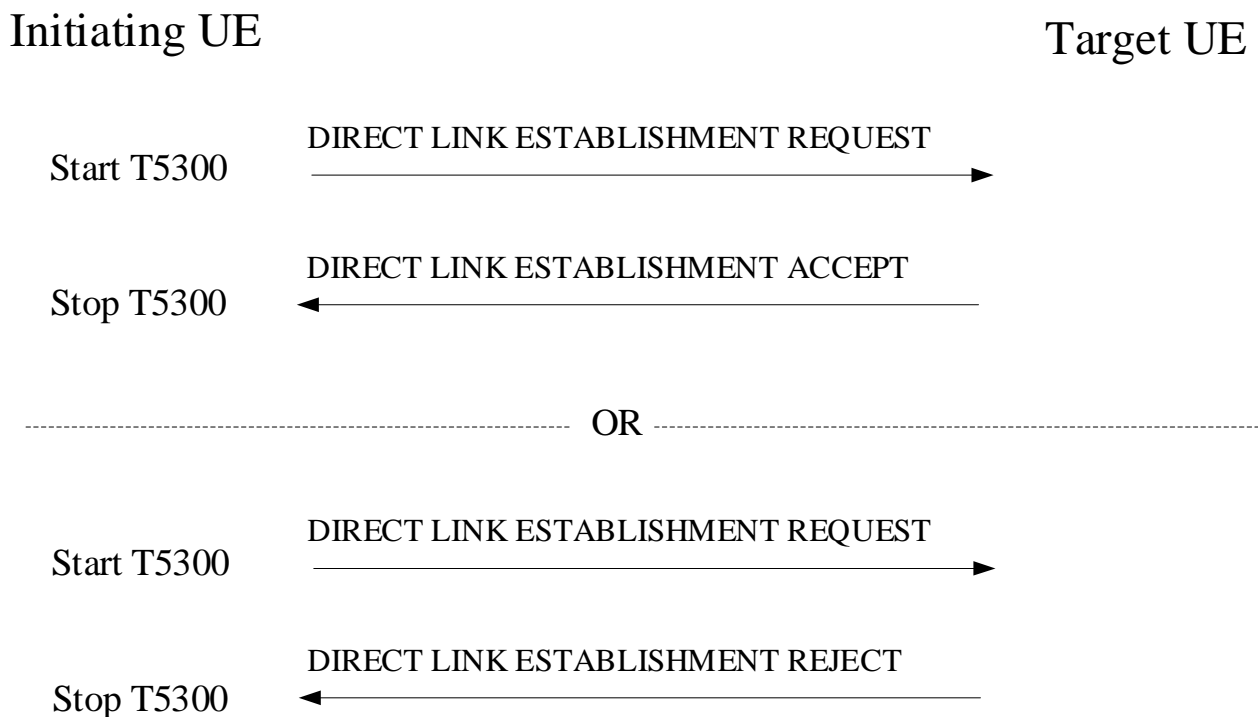 Initiating UE
Target UE
DIRECT LINK ESTABLISHMENT REQUEST
Start T5300
DIRECT LINK ESTABLISHMENT ACCEPT
Stop T5300
OR
DIRECT LINK ESTABLISHMENT REQUEST
Start T5300
DIRECT LINK ESTABLISHMENT REJECT
Stop T5300